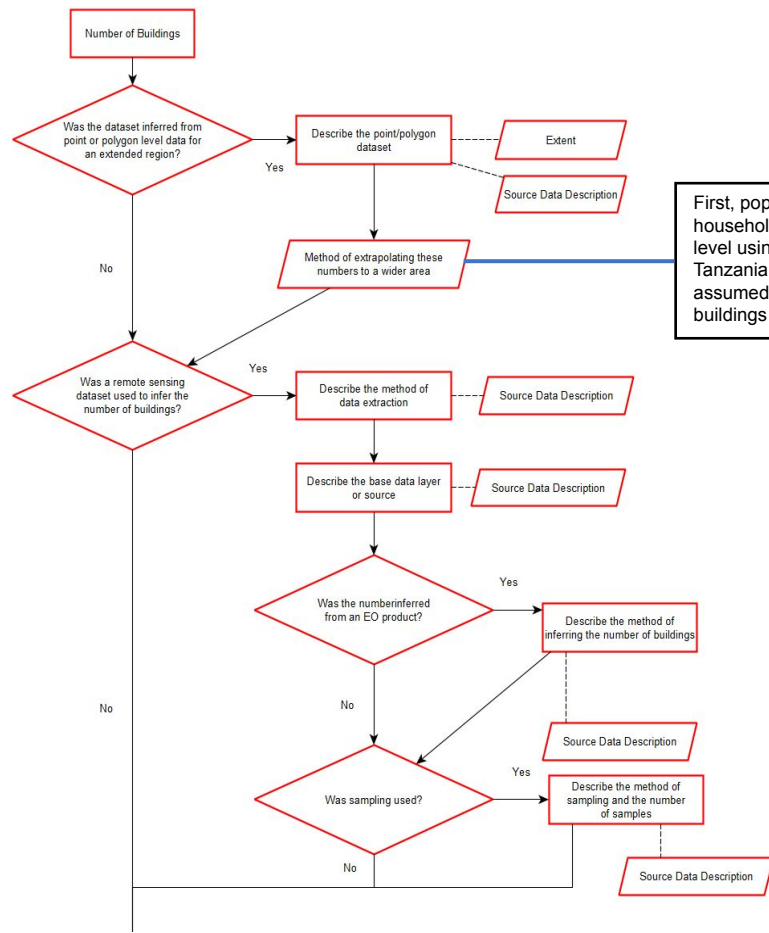 Number of Buildings
Was the dataset inferred from
point or polygon level data for
an extended region?
Yes
Describe the point/polygon
dataset
Extent
Source Data Description
No
Method of extrapolating these
numbers to a wider area
First,
household
level
Tanzania
assumed
buildings
Was a remote sensing
dataset used to infer the
number of buildings?
Yes
Describe the method of
data extraction
Source Data Description
Describe the base data layer
or source
Source Data Description
Was the numberinferred
from an EO product?
Yes
Describe the method of
inferring the number of buildings
No
No
Source Data Description
Was sampling used?
Yes
Describe the method of
sampling and the number
of samples
No
Source Data Description